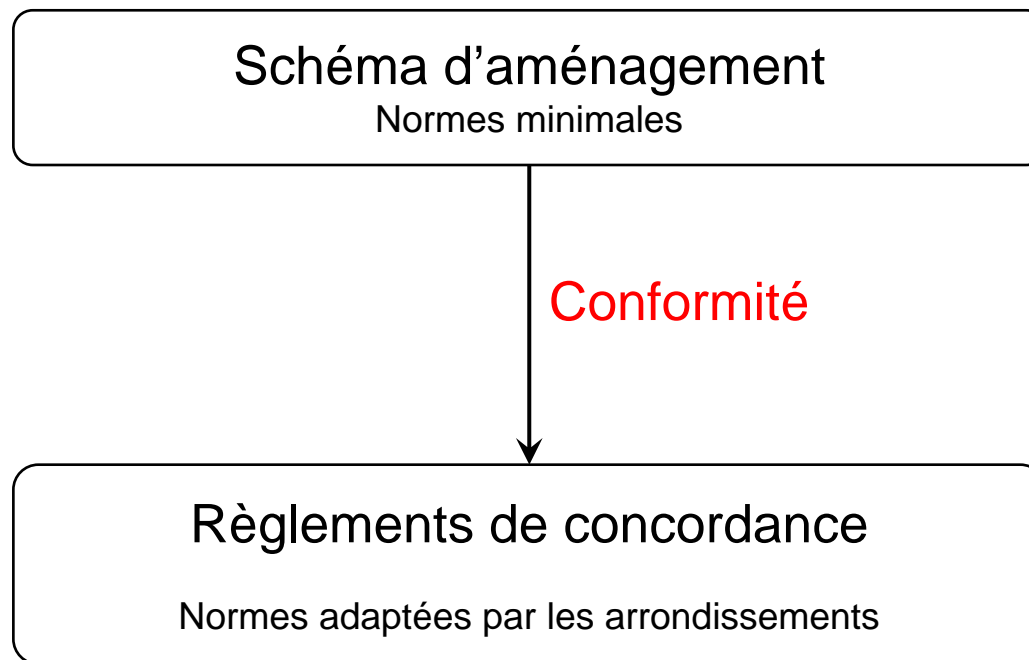 Schéma d'aménagement
Normes minimales
Conformité
Règlements de concordance
Normes adaptées par les arrondissements